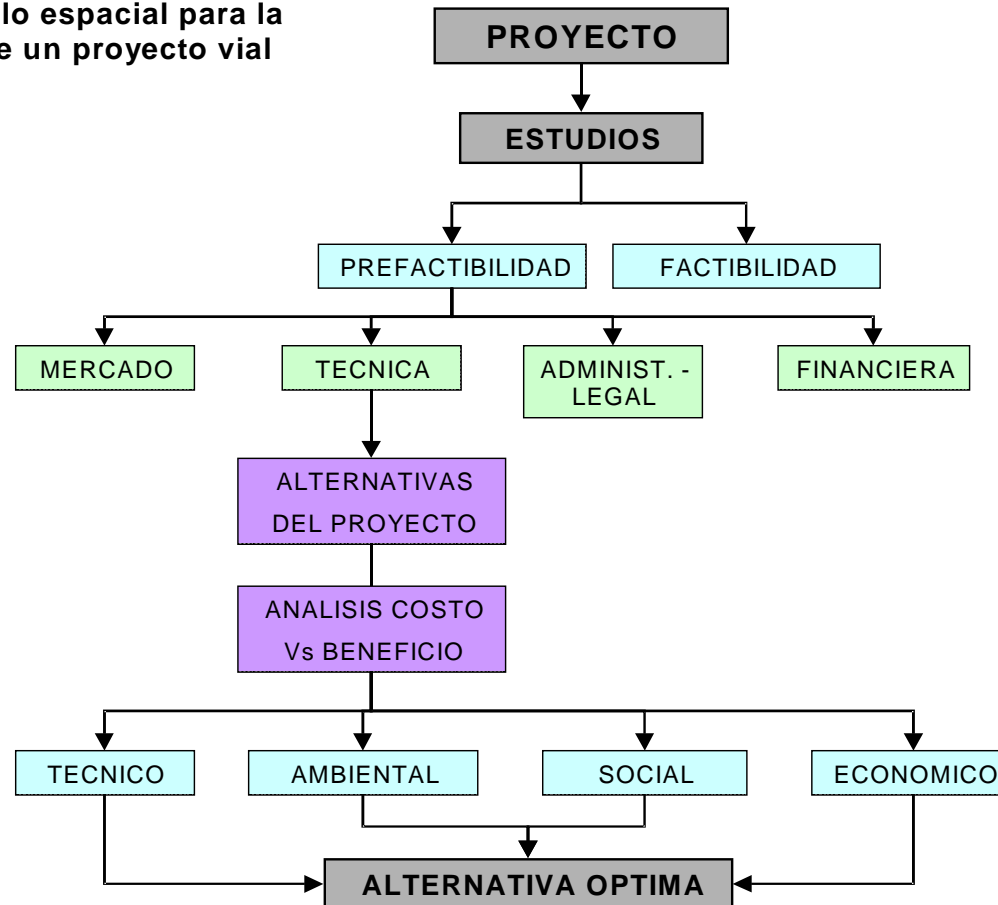 lo espacial para la
e un proyecto vial
PROYECTO
ESTUDIOS
PREFACTIBILIDAD
FACTIBILIDAD
MERCADO
TECNICA
ADMINIST. -
LEGAL
FINANCIERA
ALTERNATIVAS
DEL PROYECTO
ANALISIS COSTO
Vs BENEFICIO
TECNICO
AMBIENTAL
SOCIAL
ECONOMICO
ALTERNATIVA OPTIMA